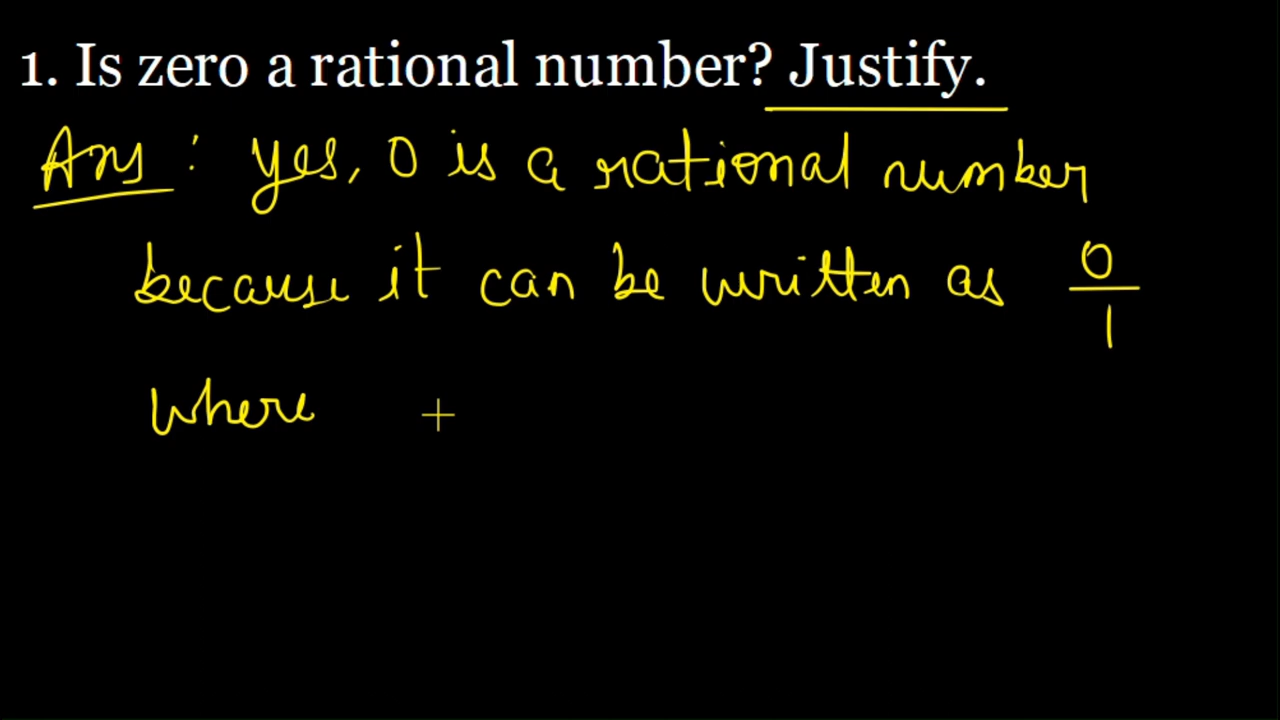 1. Is zero a rational number? Justify.
Ans : yes, 0 is a rational number
because it can be written as 0/1
where